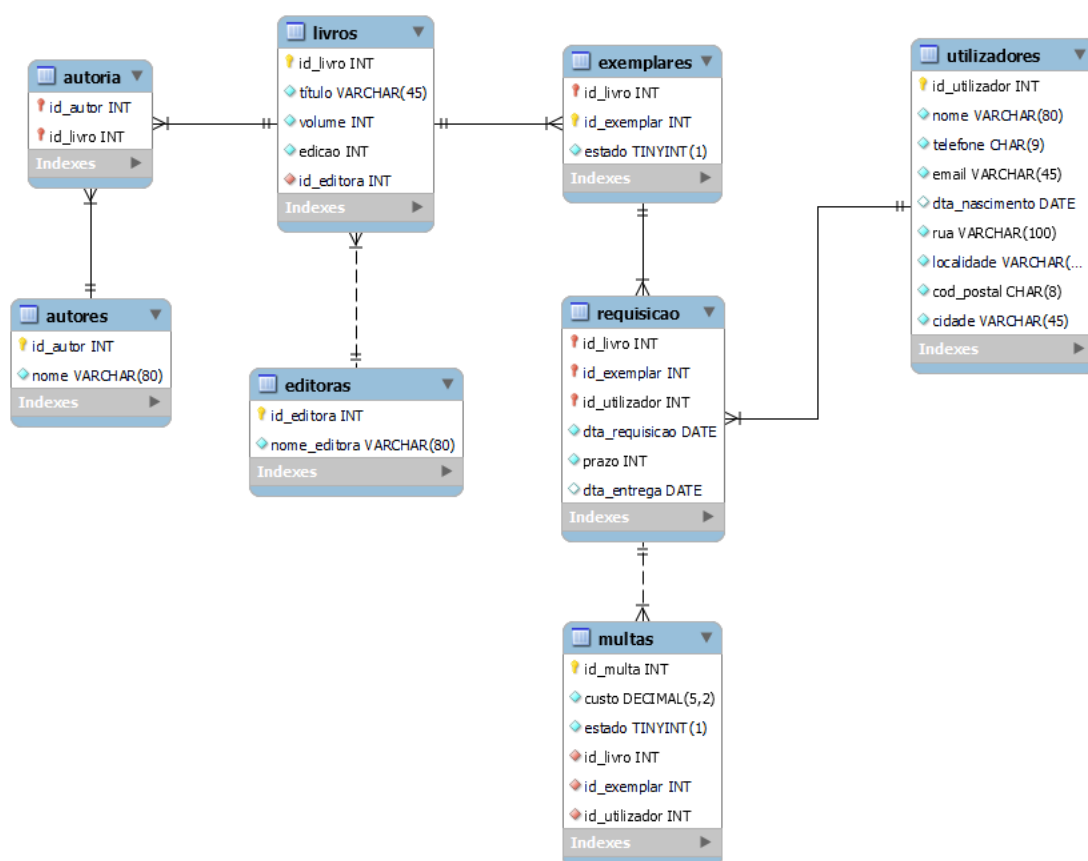 livros
id_livro INT
título VARCHAR(45)
volume INT
edicao INT
id_editora INT
Indexes
autoria
id_autor INT
id_livro INT
Indexes
exemplares
id_livro INT
id_exemplar INT
estado TINYINT(1)
Indexes
utilizadores
id_utilizador INT
nome VARCHAR(80)
telefone CHAR(9)
email VARCHAR(45)
dta_nascimento DATE
rua VARCHAR(100)
localidade VARCHAR(...
cod_postal CHAR(8)
cidade VARCHAR(45)
Indexes
autores
id_autor INT
nome VARCHAR(80)
Indexes
editoras
id_editora INT
nome_editora VARCHAR(80)
Indexes
requisicao
id_livro INT
id_exemplar INT
id_utilizador INT
dta_requisicao DATE
prazo INT
dta_entrega DATE
Indexes
multas
id_multa INT
custo DECIMAL(5,2)
estado TINYINT(1)
id_livro INT
id_exemplar INT
id_utilizador INT
Indexes